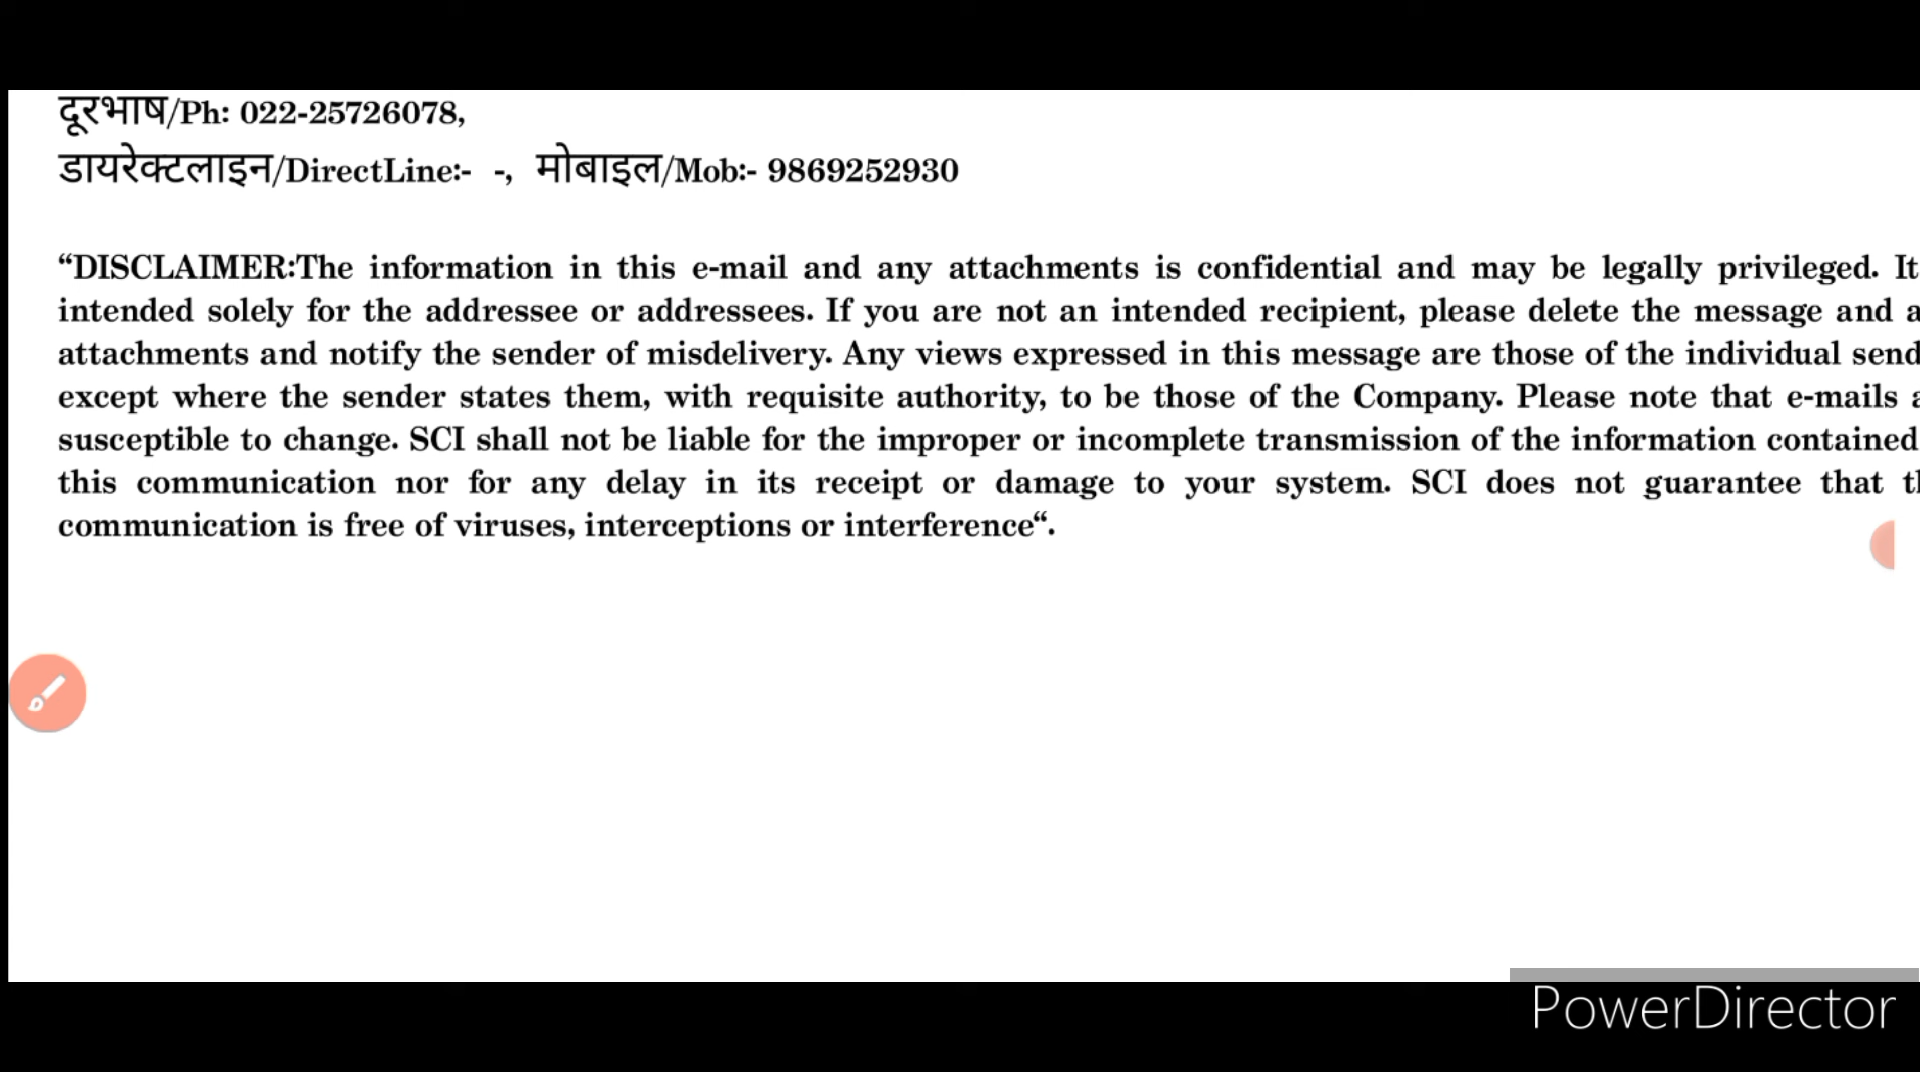 दूरभाष/Ph: 022-25726078,
डायरेक्टलाइन/DirectLine:- -, मोबाइल/Mob:- 9869252930
“DISCLAIMER:The information in this e-mail and any attachments is confidential and may be legally privileged. It
intended solely for the addressee or addressees. If you are not an intended recipient, please delete the message and
attachments and notify the sender of misdelivery. Any views expressed in this message are those of the individual
except where the sender states them, with requisite authority, to be those of the Company. Please note that e-mails
susceptible to change. SCI shall not be liable for the improper or incomplete transmission of the information contained
this communication nor for any delay in its receipt or damage to your system. SCI does not guarantee that
communication is free of viruses, interceptions or interference“.
PowerDirector